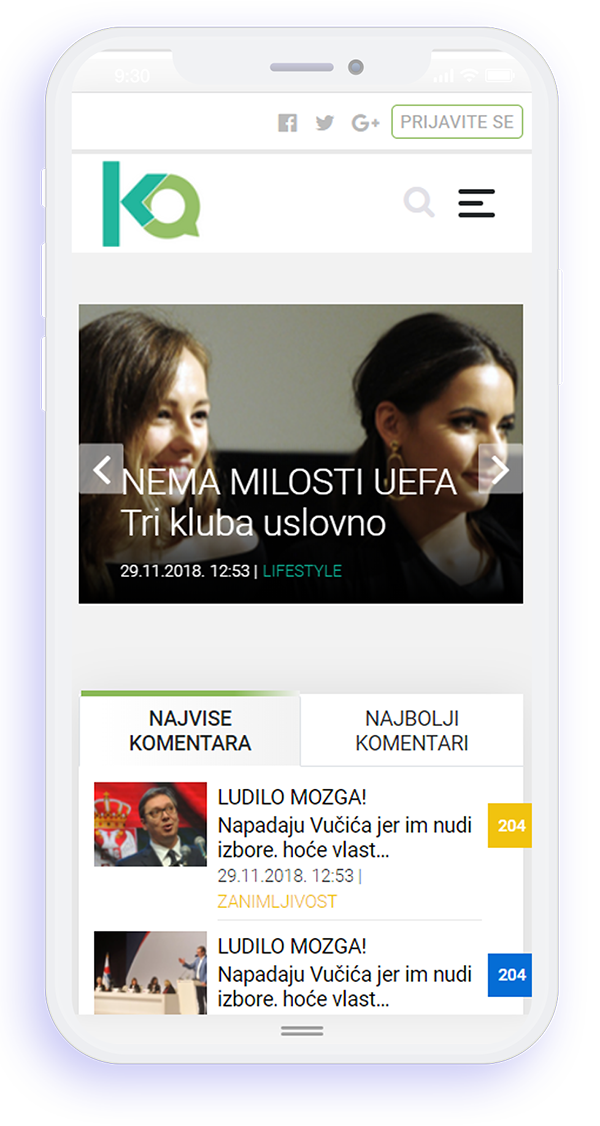 9:30
PRIJAVITE SE
NEMA MILOSTI UEFA
Tri kluba uslovno
29.11.2018. 12:53 | LIFESTYLE
NAJVISE
KOMENTARA
NAJBOLJI
KOMENTARI
LUDILO MOZGA!
Napadaju Vučića jer im nudi
izbore. hoće vlast...
29.11.2018. 12:53 |
ZANIMLJIVOST
204
LUDILO MOZGA!
Napadaju Vučića jer im nudi
izbore. hoće vlast...
204